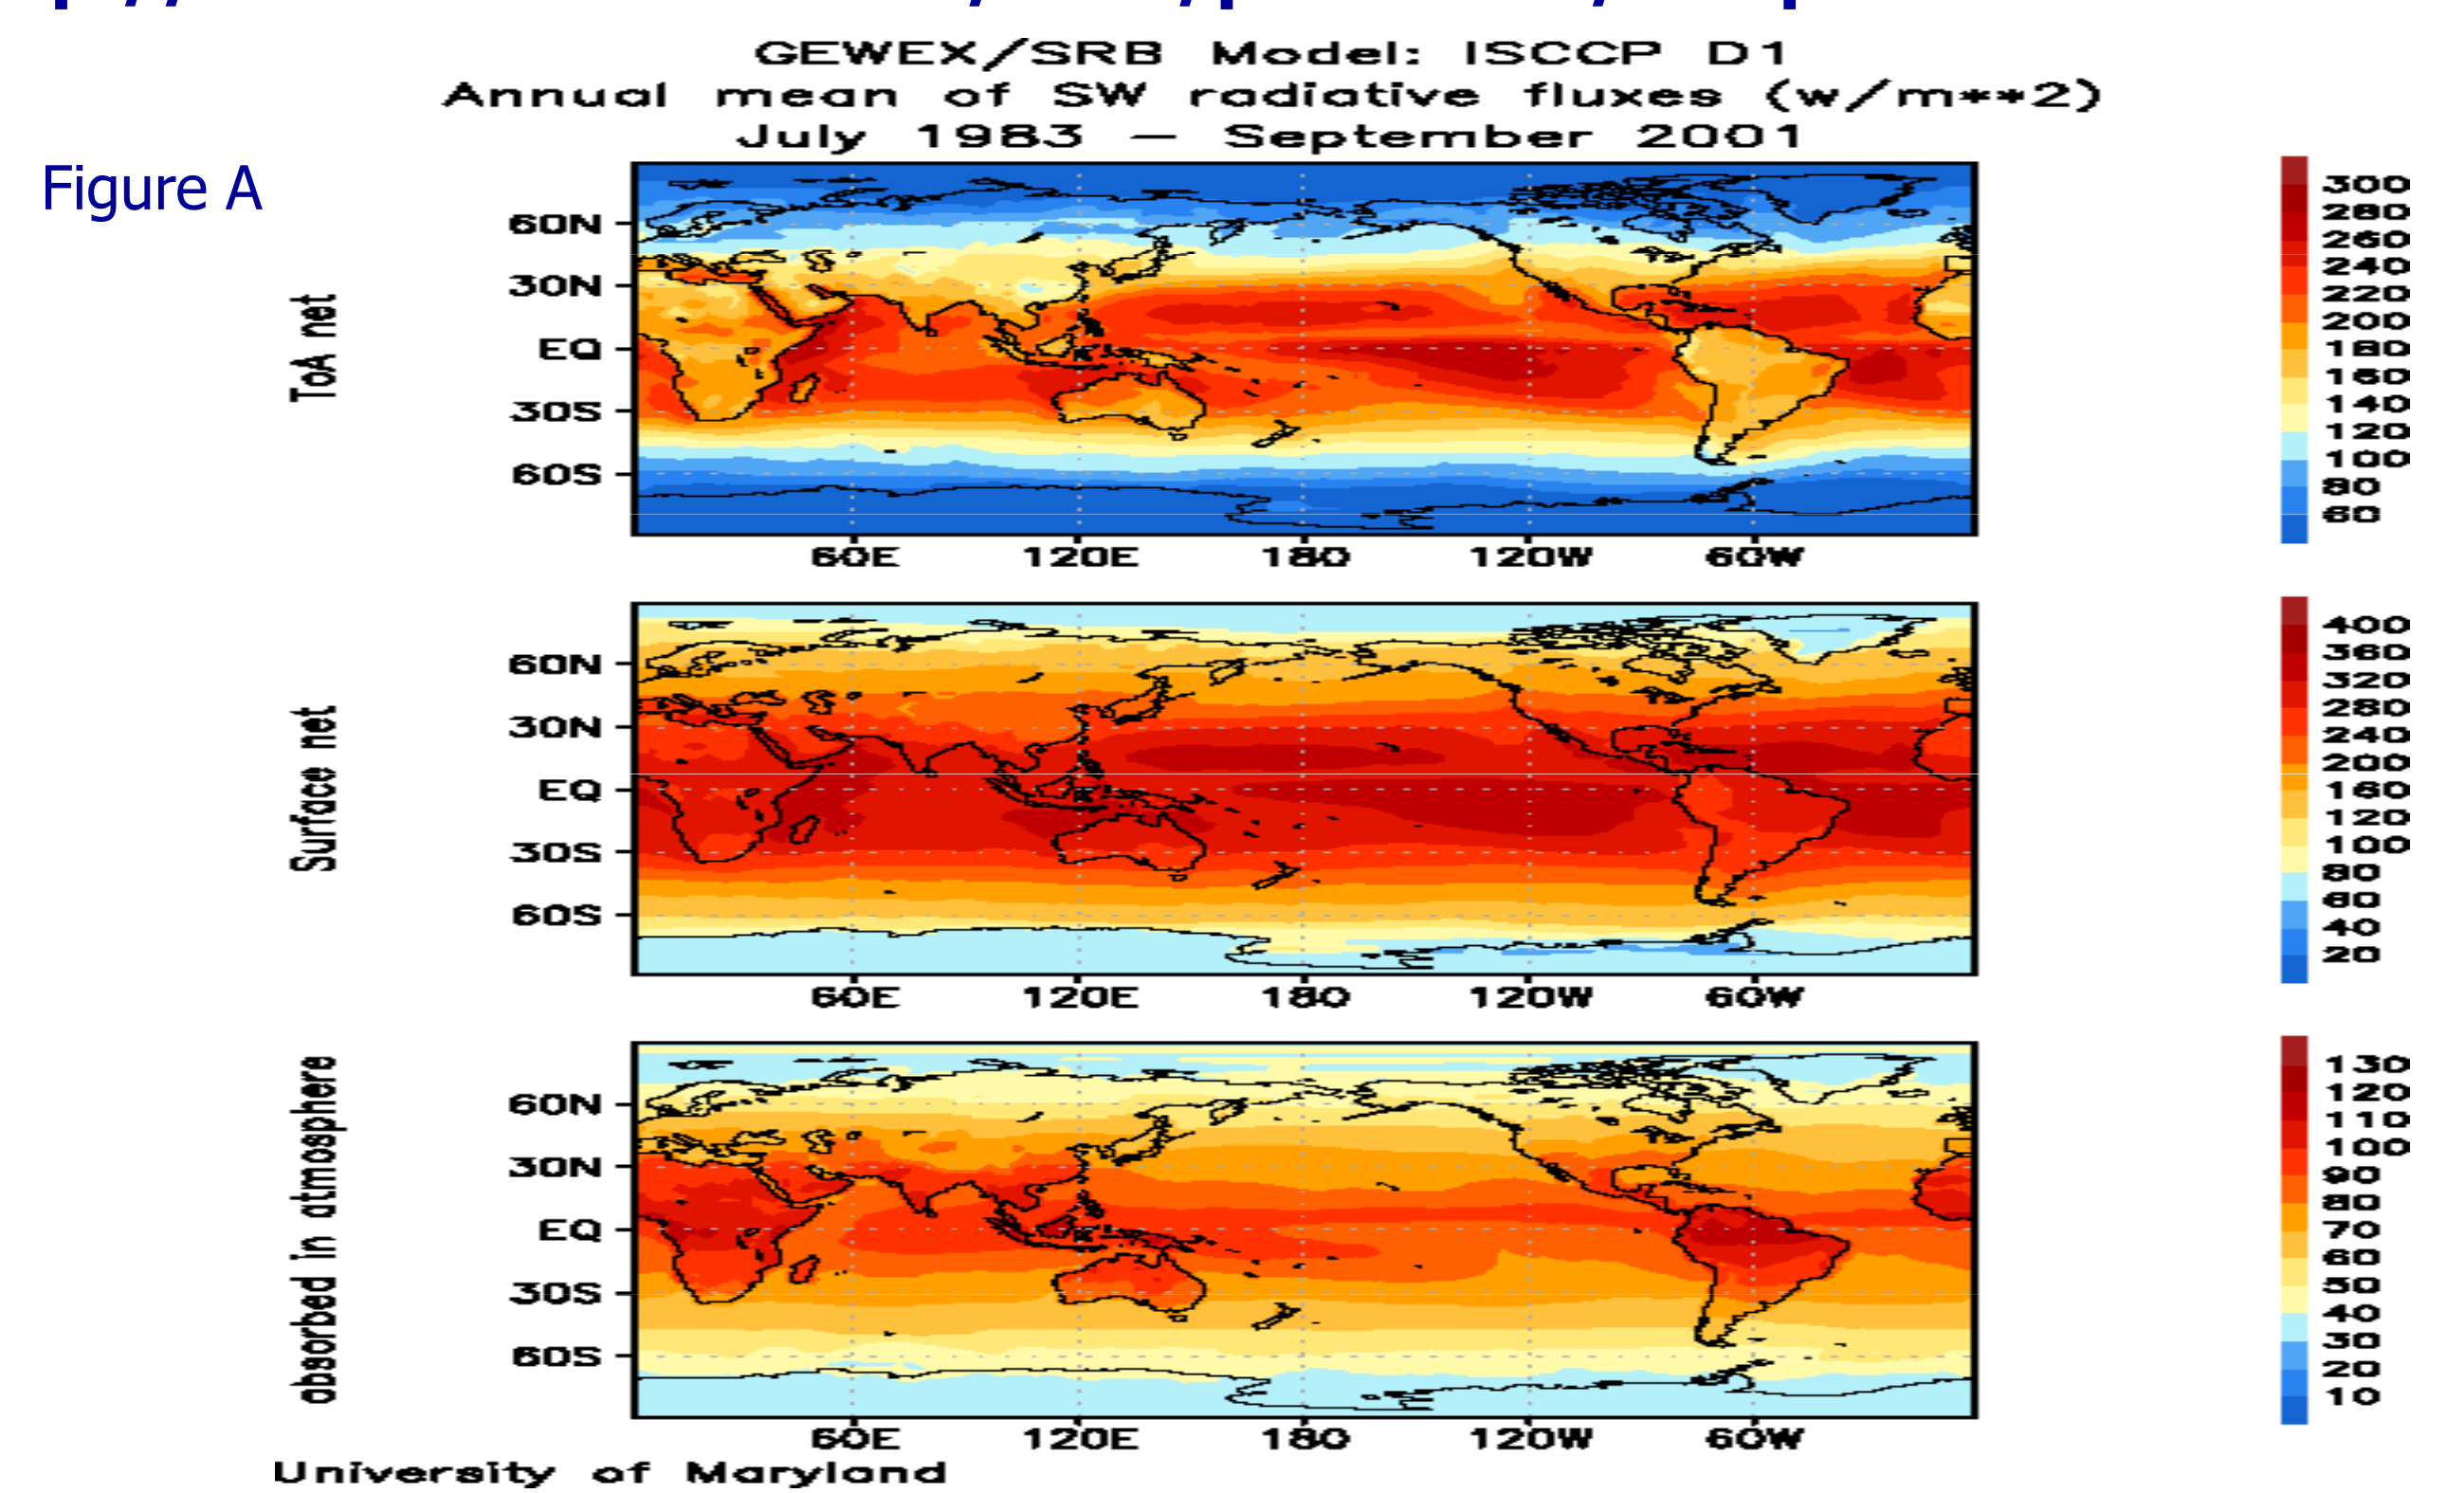 GEWEX/SRB Model: ISCCP D1
Annual mean of SW radiative fluxes (w/m**2)
July 1983 — September 2001
Figure A
ToA net
60N
30N
EQ
30S
60S
60E 120E 180 120W 60W
300
280
260
240
220
200
180
160
140
120
100
80
60
Surface net
60N
30N
EQ
30S
60S
60E 120E 180 120W 60W
400
360
320
280
240
200
160
120
100
80
60
40
20
absorbed in atmosphere
60N
30N
EQ
30S
60S
60E 120E 180 120W 60W
130
120
110
100
90
80
70
60
50
40
30
20
10
University of Maryland